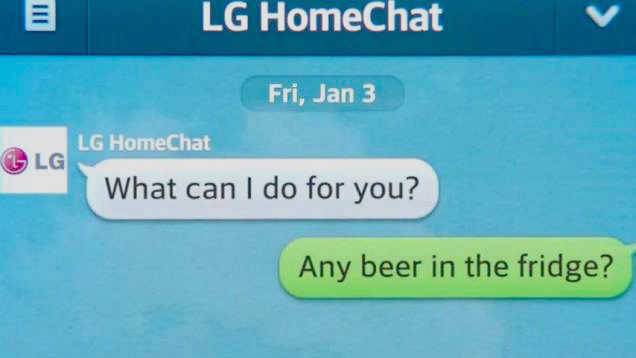 LG HomeChat
Fri, Jan 3
LG HomeChat
LG
What can I do for you?
Any beer in the fridge?